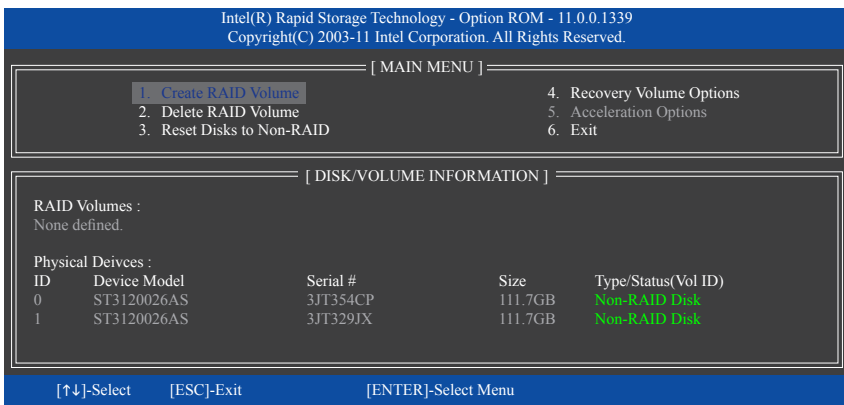 Intel(R) Rapid Storage Technology - Option ROM - 11.0.0.1339
Copyright(C) 2003-11 Intel Corporation. All Rights Reserved.
[ MAIN MENU ]
1. Create RAID Volume 4. Recovery Volume Options
2. Delete RAID Volume 5. Acceleration Options
3. Reset Disks to Non-RAID 6. Exit
[ DISK/VOLUME INFORMATION ]
RAID Volumes :
None defined.
Physical Deivces :
ID Device Model Serial # Size Type/Status(Vol ID)
0 ST3120026AS 3JT354CP 111.7GB Non-RAID Disk
1 ST3120026AS 3JT329JX 111.7GB Non-RAID Disk
[↑↓]-Select [ESC]-Exit [ENTER]-Select Menu